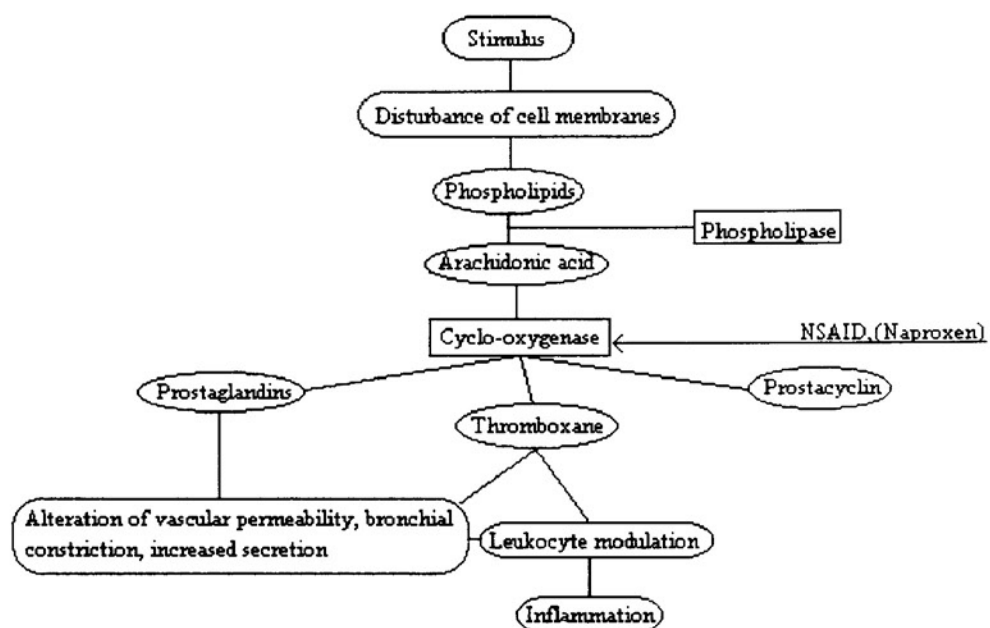 Stimulus
Disturbance of cell membranes
Phospholipids
Phospholipase
Arachidonic acid
Cyclo-oxygenase
NSAID,(Naproxen)
Prostaglandins
Prostacyclin
Thromboxane
Alteration of vascular permeability, bronchial
constriction, increased secretion
Leukocyte modulation
Inflammation